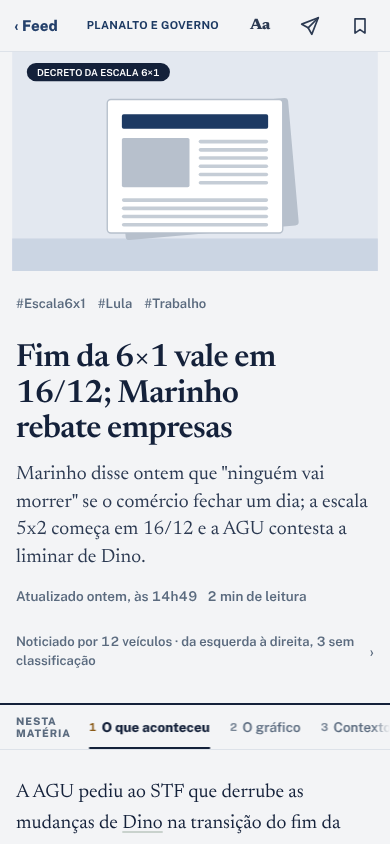 ‹ Feed
PLANALTO E GOVERNO
Aa
DECRETO DA ESCALA 6×1
#Escala6x1 #Lula #Trabalho
Fim da 6×1 vale em
16/12; Marinho
rebate empresas
Marinho disse ontem que "ninguém vai
morrer" se o comércio fechar um dia; a escala
5x2 começa em 16/12 e a AGU contesta a
liminar de Dino.
Atualizado ontem, às 14h49 2 min de leitura
Noticiado por 12 veículos · da esquerda à direita, 3 sem
classificação ›
NESTA
MATÉRIA
1 O que aconteceu 2 O gráfico 3 Contexto
A AGU pediu ao STF que derrube as
mudanças de Dino na transição do fim da